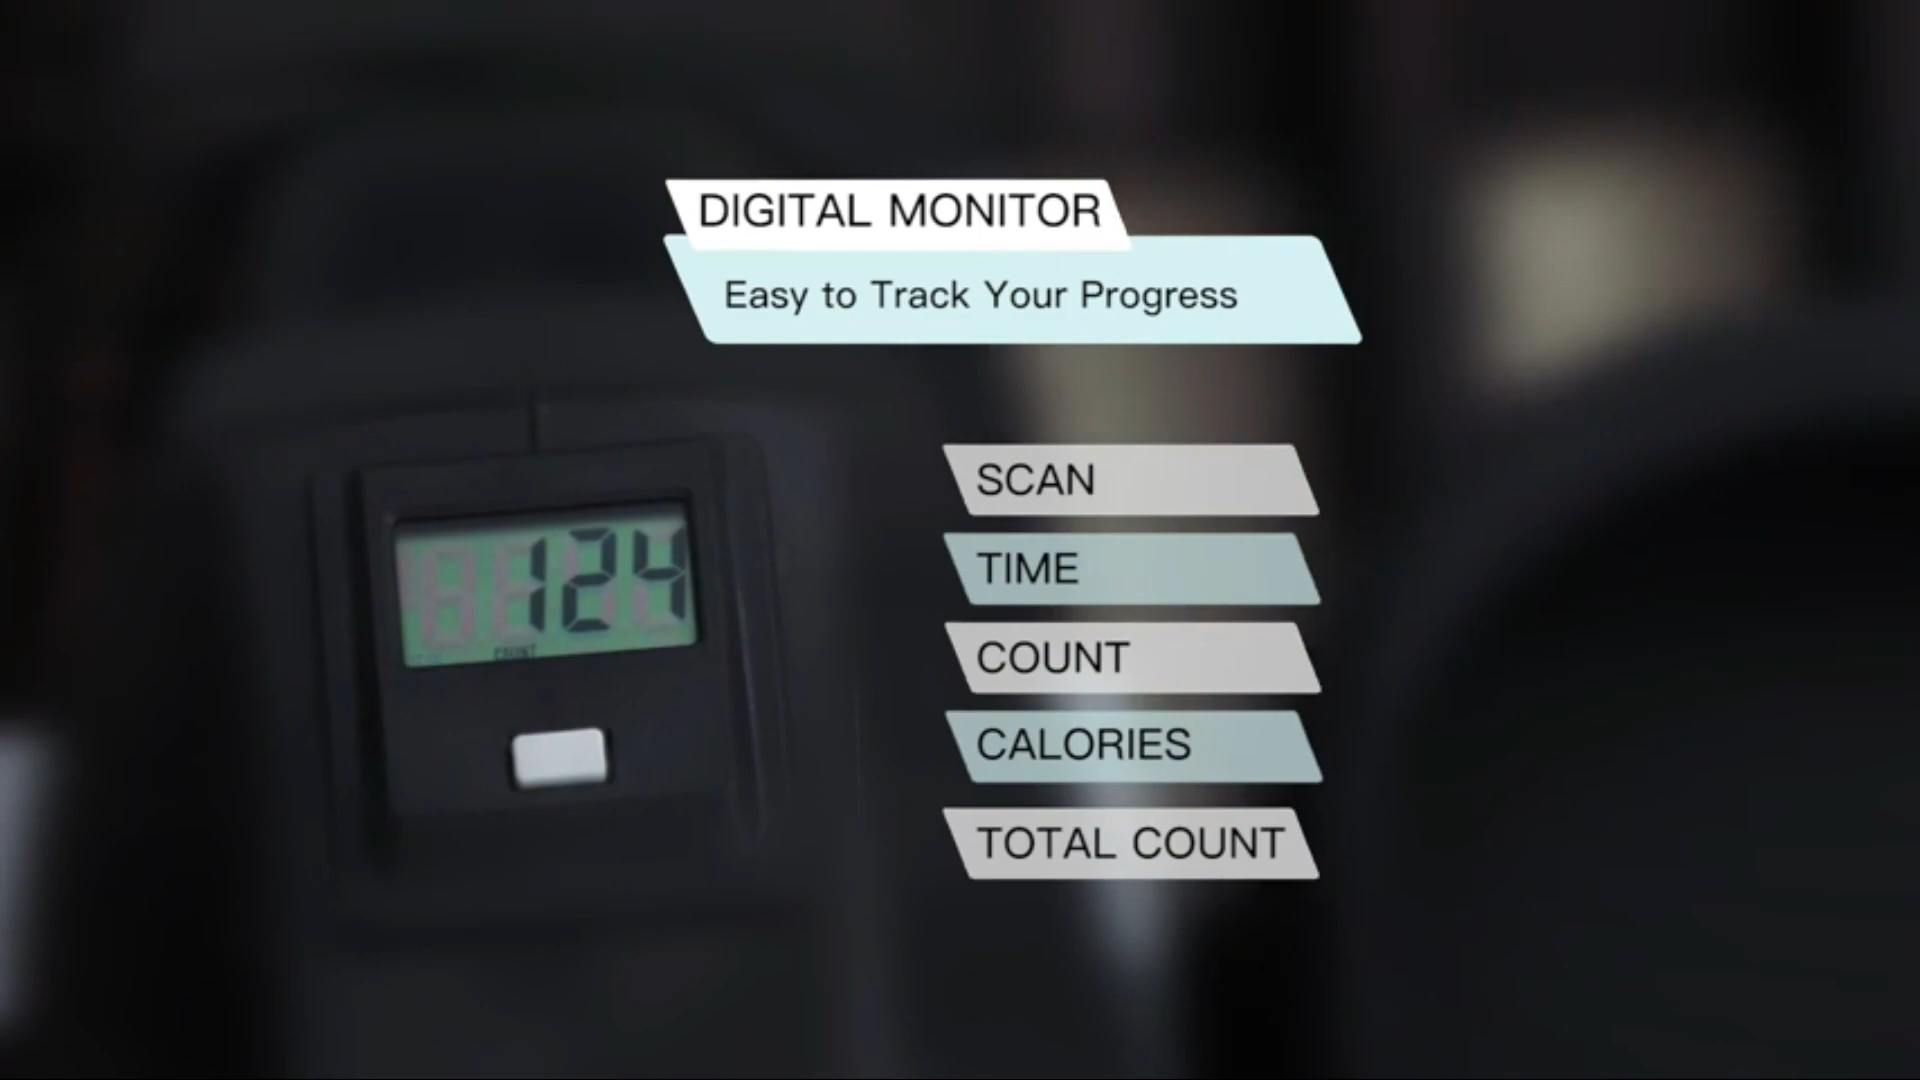 DIGITAL MONITOR
Easy to Track Your Progress
SCAN
TIME
COUNT
CALORIES
TOTAL COUNT
124
COUNT